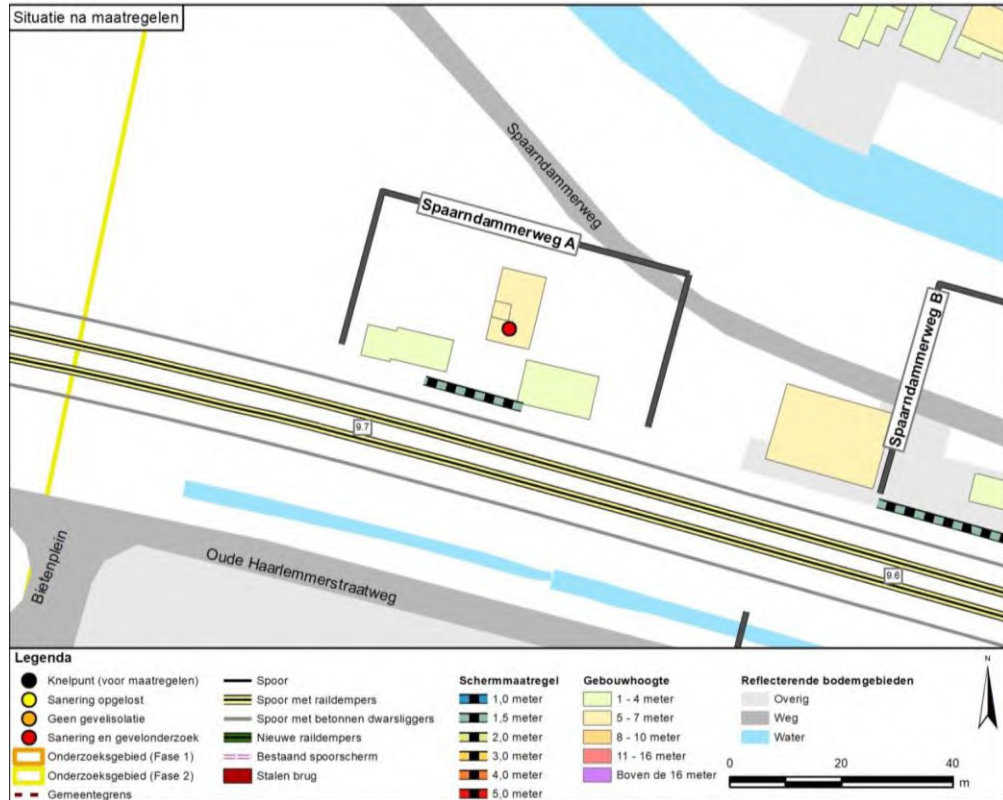 Situatie na maatregelen
Spaarndammerweg
Spaarndammerweg A
Spaarndammerweg B
9.7
9.6
Bietenplein
Oude Haarlemmerstraatweg
Legenda
Knelpunt (voor maatregelen)
Sanering opgelost
Geen gevelisolatie
Sanering en gevelonderzoek
Onderzoeksgebied (Fase 1)
Onderzoeksgebied (Fase 2)
Gemeentegrens
Spoor
Spoor met raildempers
Spoor met betonnen dwarsliggers
Nieuwe raildempers
Bestaand spoorscherm
Stalen brug
Schermmaatregel
1,0 meter
1,5 meter
2,0 meter
3,0 meter
4,0 meter
5,0 meter
Gebouwhoogte
1 - 4 meter
5 - 7 meter
8 - 10 meter
11 - 16 meter
Boven de 16 meter
Reflecterende bodemgebieden
Overig
Weg
Water
N
0 20 40
m